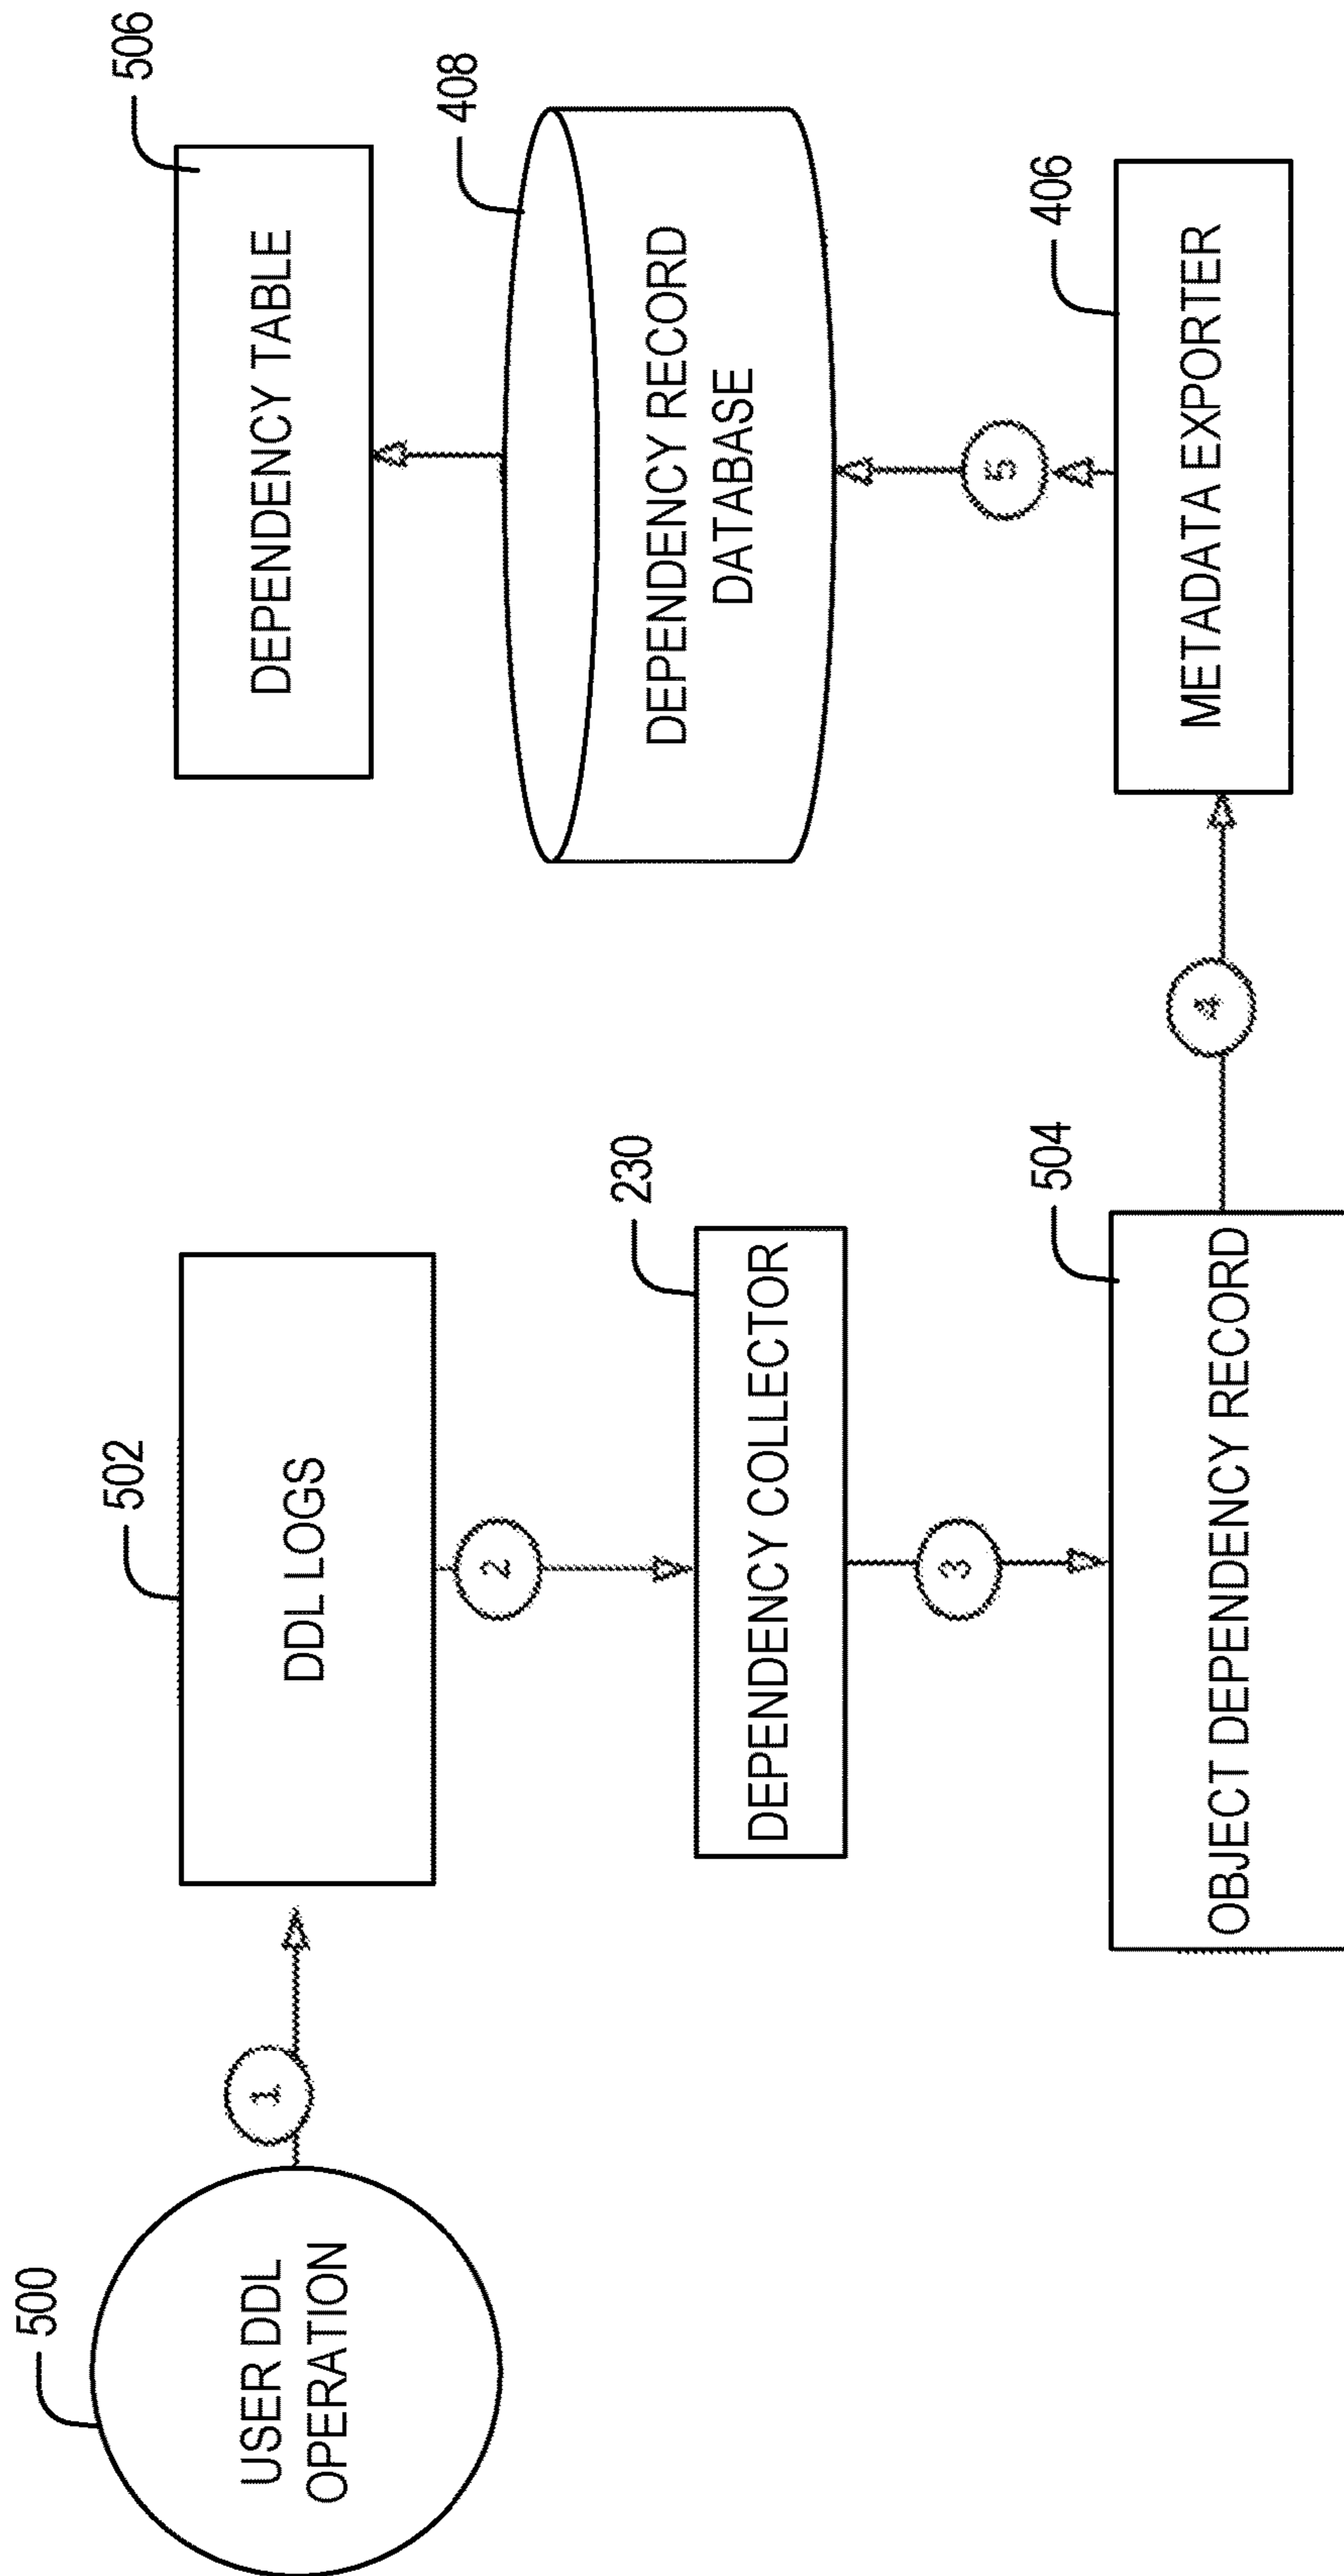 500
USER DDL
OPERATION
1
502
DDL LOGS
2
230
DEPENDENCY COLLECTOR
3
504
OBJECT DEPENDENCY RECORD
4
406
METADATA EXPORTER
5
408
DEPENDENCY RECORD
DATABASE
506
DEPENDENCY TABLE